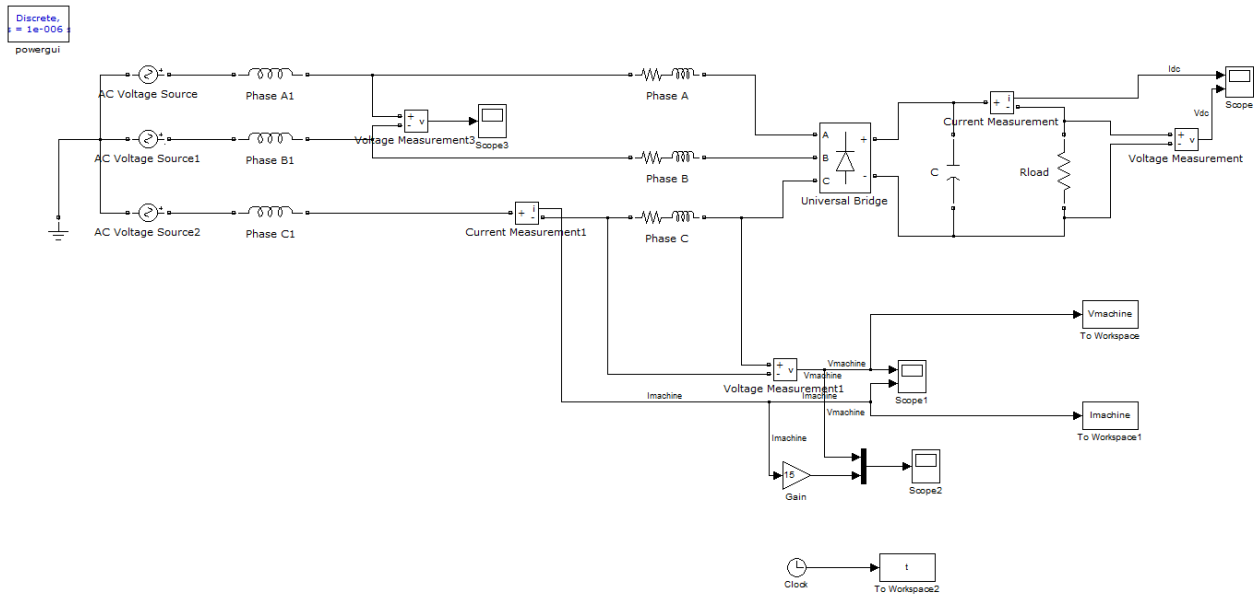 Discrete,
= 1e-006
powergui
AC Voltage Source
Phase A1
Phase A
Idc
Scope
Vdc
+
-
i
Current Measurement
+
-
v
Voltage Measurement
+
-
v
Voltage Measurement3
Scope3
AC Voltage Source1
Phase B1
Phase B
A
B
C
+
-
Universal Bridge
C
Rload
AC Voltage Source2
Phase C1
+
i
-
Current Measurement1
Phase C
Vmachine
To Workspace
+
-
v
Voltage Measurement1
Vmachine
Vmachine
Imachine
Imachine
Vmachine
Scope1
Imachine
To Workspace1
Imachine
15
Gain
Scope2
Clock
t
To Workspace2